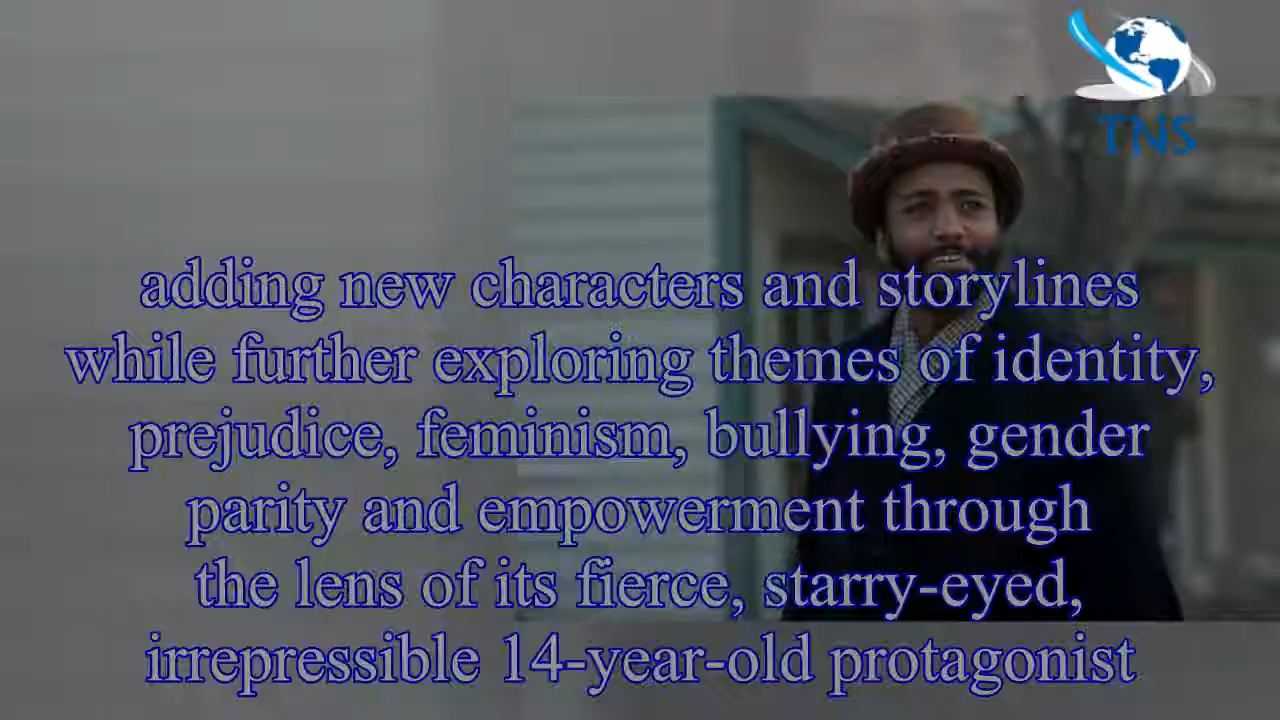 TNS
adding new characters and storylines
while further exploring themes of identity,
prejudice, feminism, bullying, gender
parity and empowerment through
the lens of its fierce, starry-eyed,
irrepressible 14-year-old protagonist